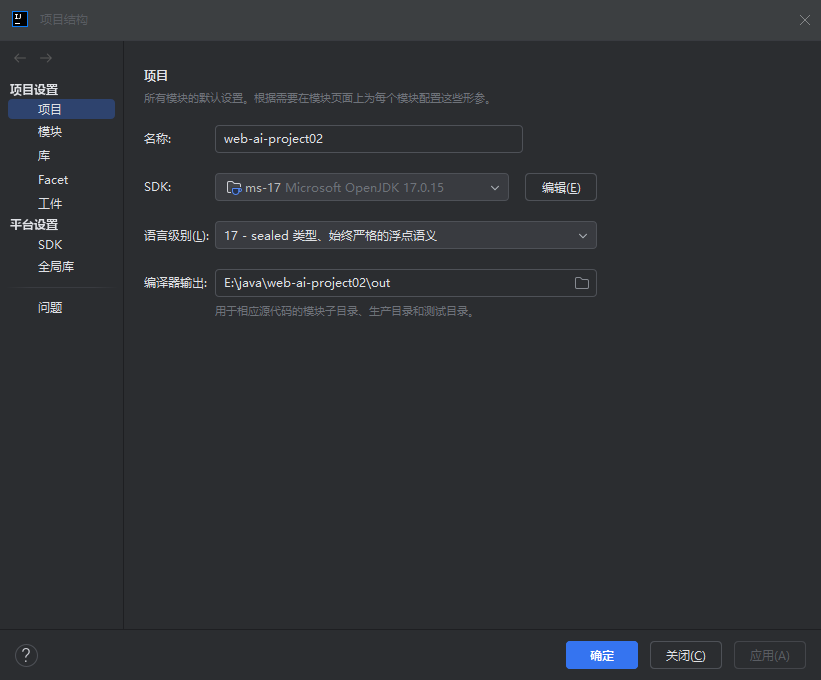 项目结构
项目设置
项目
模块
库
Facet
工件
平台设置
SDK
全局库
问题
项目
所有模块的默认设置。根据需要在模块页面上为每个模块配置这些形参。
名称: web-ai-project02
SDK: ms-17 Microsoft OpenJDK 17.0.15 编辑(E)
语言级别(L): 17 - sealed 类型、始终严格的浮点语义
编译器输出: E:\java\web-ai-project02\out
用于相应源代码的模块子目录、生产目录和测试目录。
? 确定 关闭(C) 应用(A)